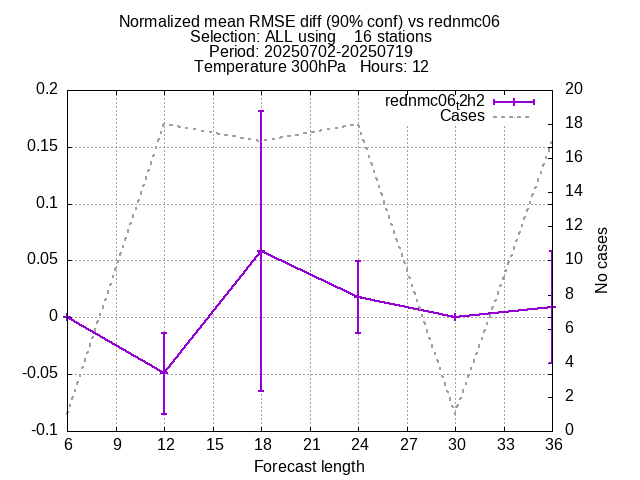 Normalized mean RMSE diff (90% conf) vs rednmc06
Selection: ALL using    16 stations
Period: 20250702-20250719
Temperature 300hPa   Hours: 12
rednmc06_t2h2
Cases
0.2
0.15
0.1
0.05
0
-0.05
-0.1
20
18
16
14
12
10
8
6
4
2
0
No cases
6 9 12 15 18 21 24 27 30 33 36
Forecast length